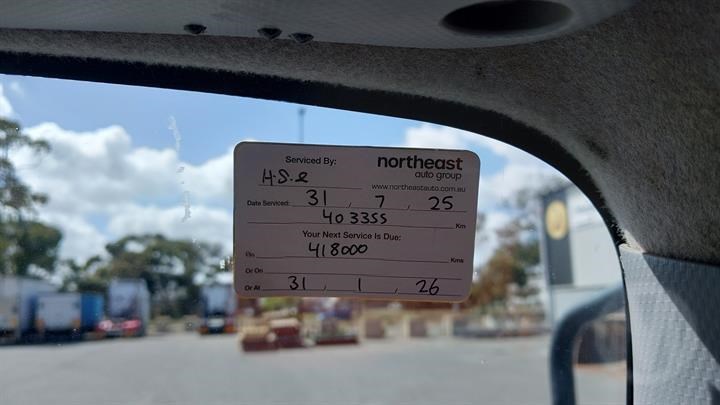 Serviced By:
H.S.e
northeast
auto group
www.northeastauto.com.au
Date Serviced: 31 , 7 , 25
403355 Km
Your Next Service Is Due:
418000 Kms
Or On
Or At 31 , 1 , 26